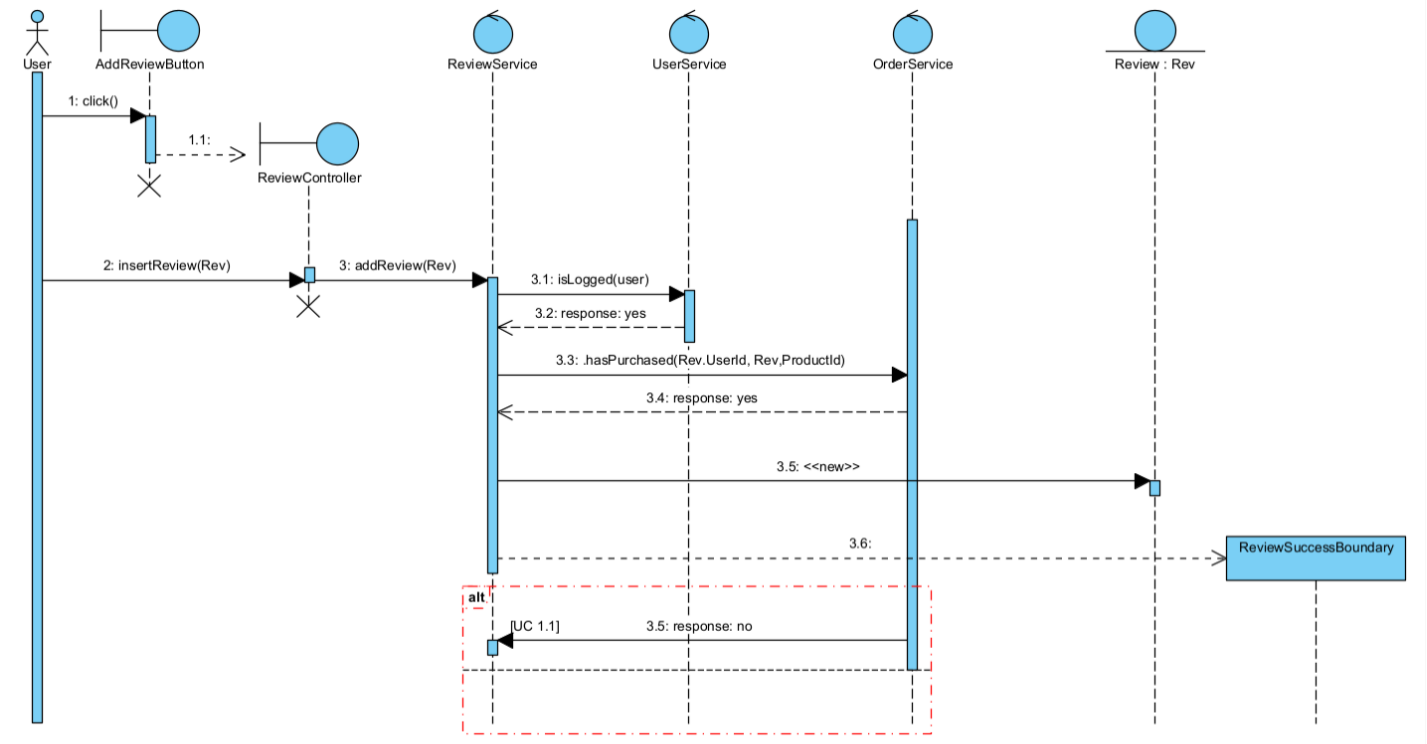 User
AddReviewButton
ReviewService
UserService
OrderService
Review : Rev
1: click()
1.1:
ReviewController
2: insertReview(Rev)
3: addReview(Rev)
3.1: isLogged(user)
3.2: response: yes
3.3: .hasPurchased(Rev.UserId, Rev,ProductId)
3.4: response: yes
3.5: <<new>>
3.6:
ReviewSuccessBoundary
alt
[UC 1.1]
3.5: response: no